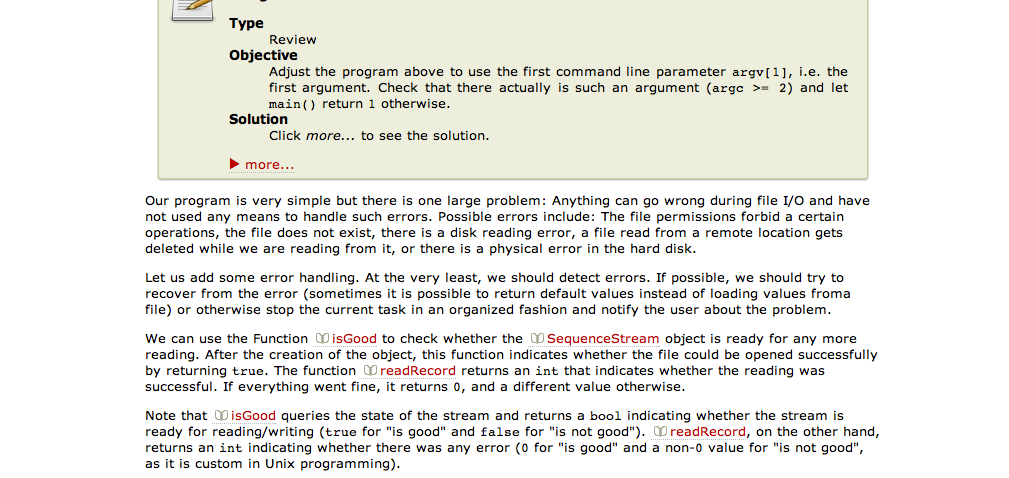 Type
Review
Objective
Adjust the program above to use the first command line parameter argv[1], i.e. the
first argument. Check that there actually is such an argument (argc >= 2) and let
main() return 1 otherwise.
Solution
Click more... to see the solution.
more...
Our program is very simple but there is one large problem: Anything can go wrong during file I/O and have
not used any means to handle such errors. Possible errors include: The file permissions forbid a certain
operations, the file does not exist, there is a disk reading error, a file read from a remote location gets
deleted while we are reading from it, or there is a physical error in the hard disk.
Let us add some error handling. At the very least, we should detect errors. If possible, we should try to
recover from the error (sometimes it is possible to return default values instead of loading values froma
file) or otherwise stop the current task in an organized fashion and notify the user about the problem.
We can use the Function isGood to check whether the SequenceStream object is ready for any more
reading. After the creation of the object, this function indicates whether the file could be opened successfully
by returning true. The function readRecord returns an int that indicates whether the reading was
successful. If everything went fine, it returns 0, and a different value otherwise.
Note that isGood queries the state of the stream and returns a bool indicating whether the stream is
ready for reading/writing (true for "is good" and false for "is not good"). readRecord, on the other hand,
returns an int indicating whether there was any error (0 for "is good" and a non-0 value for "is not good",
as it is custom in Unix programming).